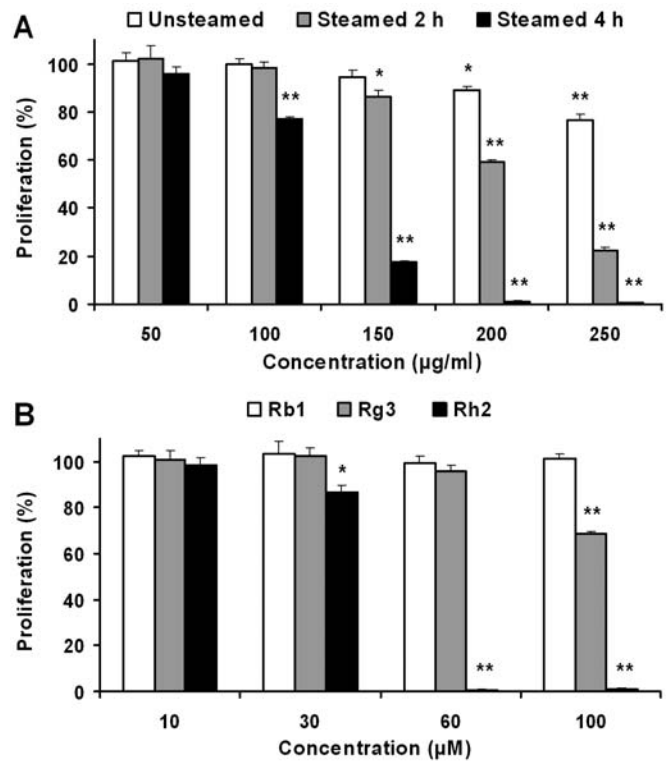 A
Unsteamed Steamed 2 h Steamed 4 h
Proliferation (%)
100
80
60
40
20
0
**
**
*
**
*
**
**
**
**
**
50 100 150 200 250
Concentration (µg/ml)
B
Rb1 Rg3 Rh2
Proliferation (%)
100
80
60
40
20
0
*
**
**
**
10 30 60 100
Concentration (µM)